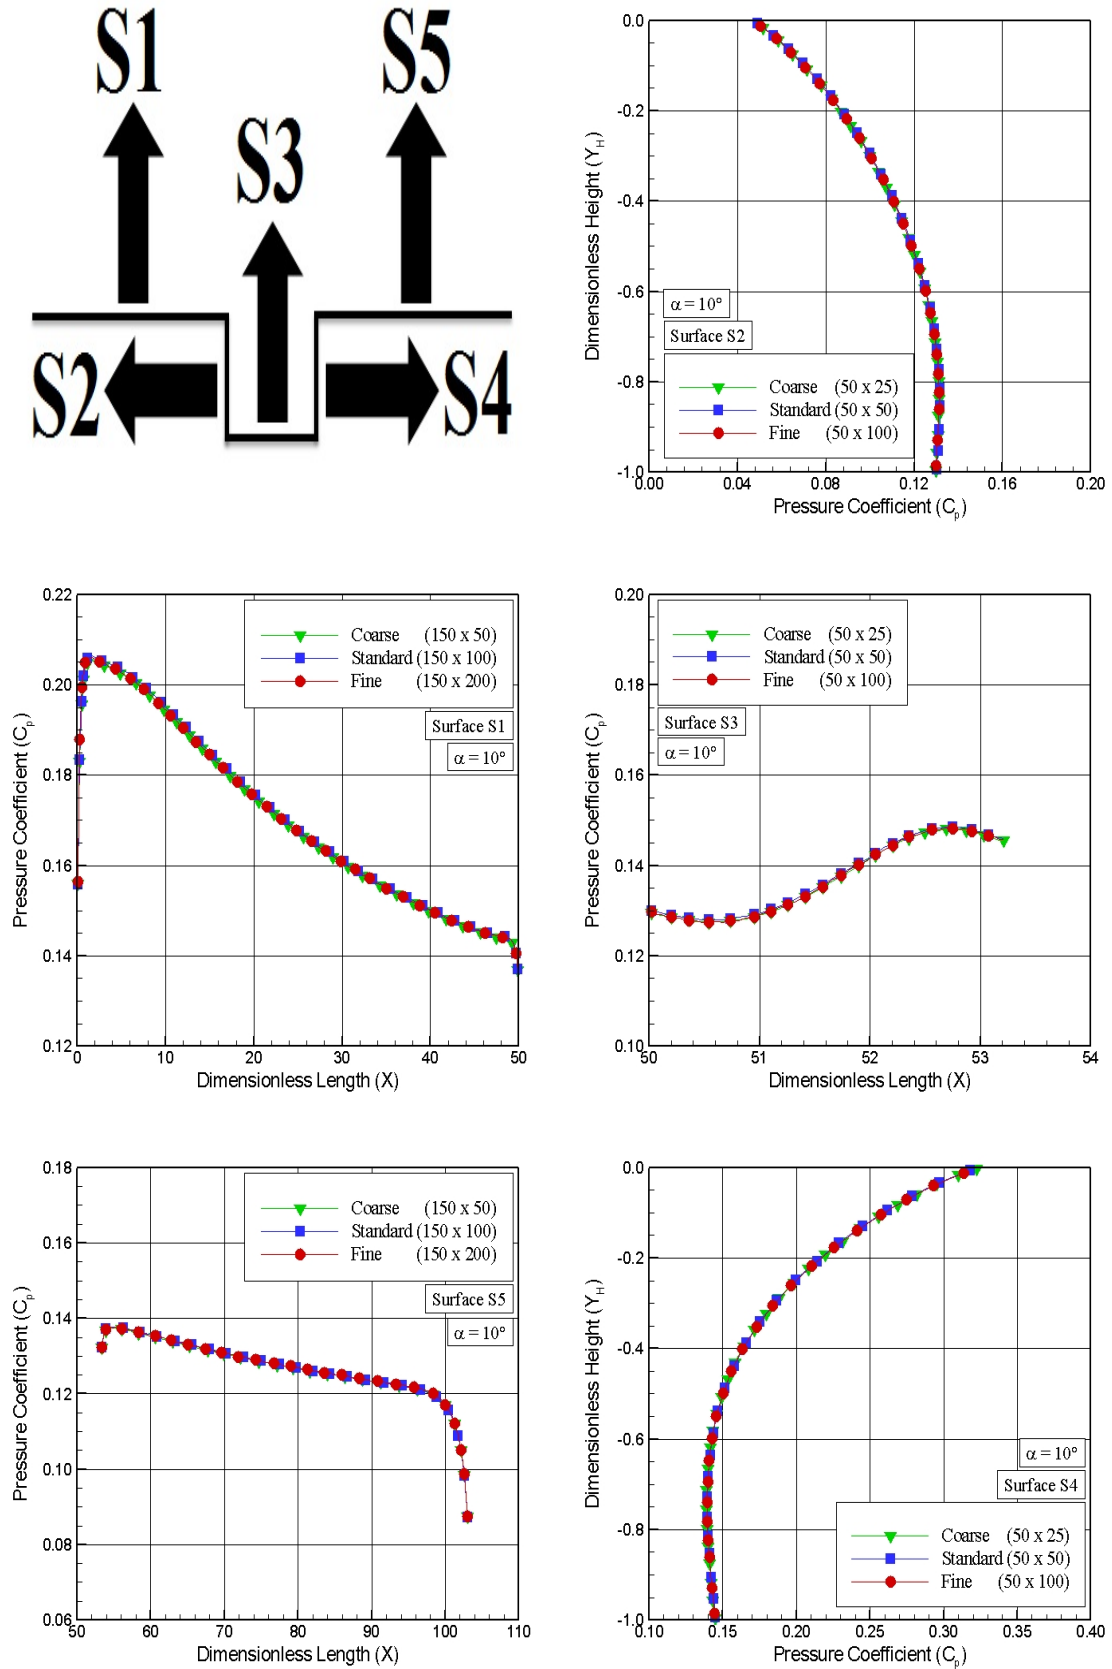 S1
S5
S3
S2
S4
0.0
-0.2
-0.4
-0.6
-0.8
-1.0
Dimensionless Height (Y_H)
α = 10°
Surface S2
Coarse (50 x 25)
Standard (50 x 50)
Fine (50 x 100)
0.00 0.04 0.08 0.12 0.16 0.20
Pressure Coefficient (C_p)
0.22
0.20
0.18
0.16
0.14
0.12
Pressure Coefficient (C_p)
Coarse (150 x 50)
Standard (150 x 100)
Fine (150 x 200)
Surface S1
α = 10°
0 10 20 30 40 50
Dimensionless Length (X)
0.20
0.18
0.16
0.14
0.12
0.10
Pressure Coefficient (C_p)
Coarse (50 x 25)
Standard (50 x 50)
Fine (50 x 100)
Surface S3
α = 10°
50 51 52 53 54
Dimensionless Length (X)
0.18
0.16
0.14
0.12
0.10
0.08
0.06
Pressure Coefficient (C_p)
Coarse (150 x 50)
Standard (150 x 100)
Fine (150 x 200)
Surface S5
α = 10°
50 60 70 80 90 100 110
Dimensionless Length (X)
0.0
-0.2
-0.4
-0.6
-0.8
-1.0
Dimensionless Height (Y_H)
α = 10°
Surface S4
Coarse (50 x 25)
Standard (50 x 50)
Fine (50 x 100)
0.10 0.15 0.20 0.25 0.30 0.35 0.40
Pressure Coefficient (C_p)